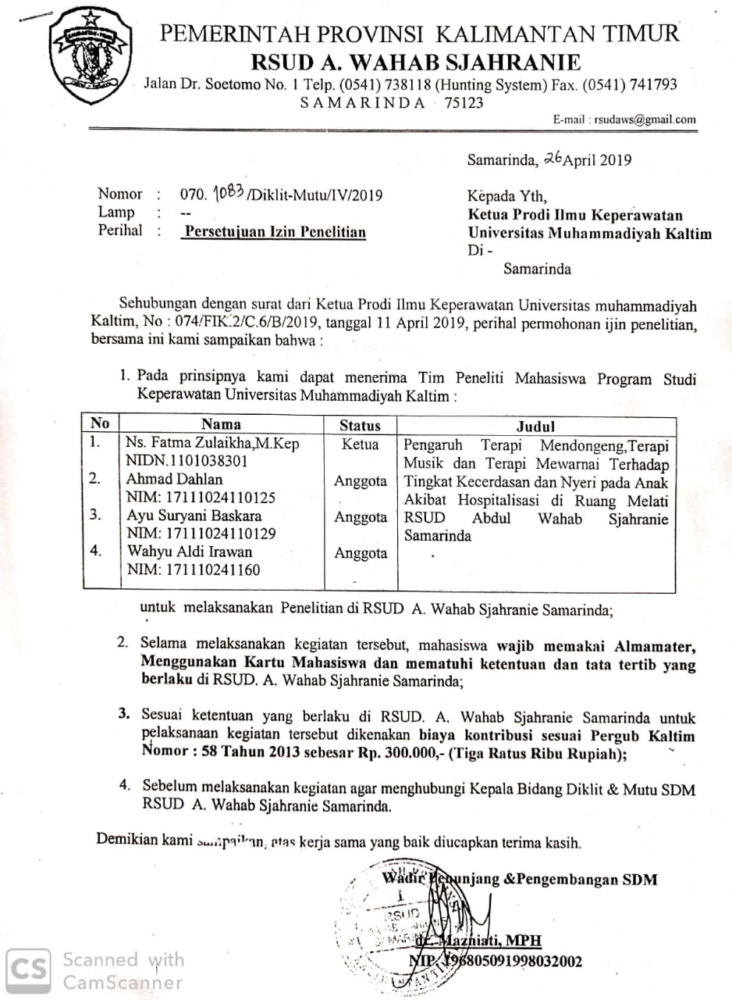 PEMERINTAH PROVINSI KALIMANTAN TIMUR
RSUD A. WAHAB SJAHRANIE
Jalan Dr. Soetomo No. 1 Telp. (0541) 738118 (Hunting System) Fax. (0541) 741793
SAMARINDA 75123
E-mail : rsudaws@gmail.com
Samarinda, 26 April 2019
Nomor : 070. 1083 /Diklit-Mutu/IV/2019
Lamp : --
Perihal : Persetujuan Izin Penelitian
Kepada Yth,
Ketua Prodi Ilmu Keperawatan
Universitas Muhammadiyah Kaltim
Di -
Samarinda
Sehubungan dengan surat dari Ketua Prodi Ilmu Keperawatan Universitas muhammadiyah
Kaltim, No : 074/FIK.2/C.6/B/2019, tanggal 11 April 2019, perihal permohonan ijin penelitian,
bersama ini kami sampaikan bahwa :
1. Pada prinsipnya kami dapat menerima Tim Peneliti Mahasiswa Program Studi
Keperawatan Universitas Muhammadiyah Kaltim :
No Nama Status Judul
1. Ns. Fatma Zulaikha,M.Kep Ketua Pengaruh Terapi Mendongeng,Terapi
NIDN.1101038301 Musik dan Terapi Mewarnai Terhadap
2. Ahmad Dahlan Anggota Tingkat Kecerdasan dan Nyeri pada Anak
NIM: 17111024110125 Akibat Hospitalisasi di Ruang Melati
3. Ayu Suryani Baskara Anggota RSUD Abdul Wahab Sjahranie
NIM: 17111024110129 Samarinda
4. Wahyu Aldi Irawan Anggota
NIM: 171110241160
untuk melaksanakan Penelitian di RSUD A. Wahab Sjahranie Samarinda;
2. Selama melaksanakan kegiatan tersebut, mahasiswa wajib memakai Almamater,
Menggunakan Kartu Mahasiswa dan mematuhi ketentuan dan tata tertib yang
berlaku di RSUD. A. Wahab Sjahranie Samarinda;
3. Sesuai ketentuan yang berlaku di RSUD. A. Wahab Sjahranie Samarinda untuk
pelaksanaan kegiatan tersebut dikenakan biaya kontribusi sesuai Pergub Kaltim
Nomor : 58 Tahun 2013 sebesar Rp. 300.000,- (Tiga Ratus Ribu Rupiah);
4. Sebelum melaksanakan kegiatan agar menghubungi Kepala Bidang Diklit & Mutu SDM
RSUD A. Wahab Sjahranie Samarinda.
Demikian kami sampaikan, atas kerja sama yang baik diucapkan terima kasih.
Wadir Penunjang &Pengembangan SDM
RSUD
dr. Mazniati, MPH
NIP. 196805091998032002
CS Scanned with
CamScanner